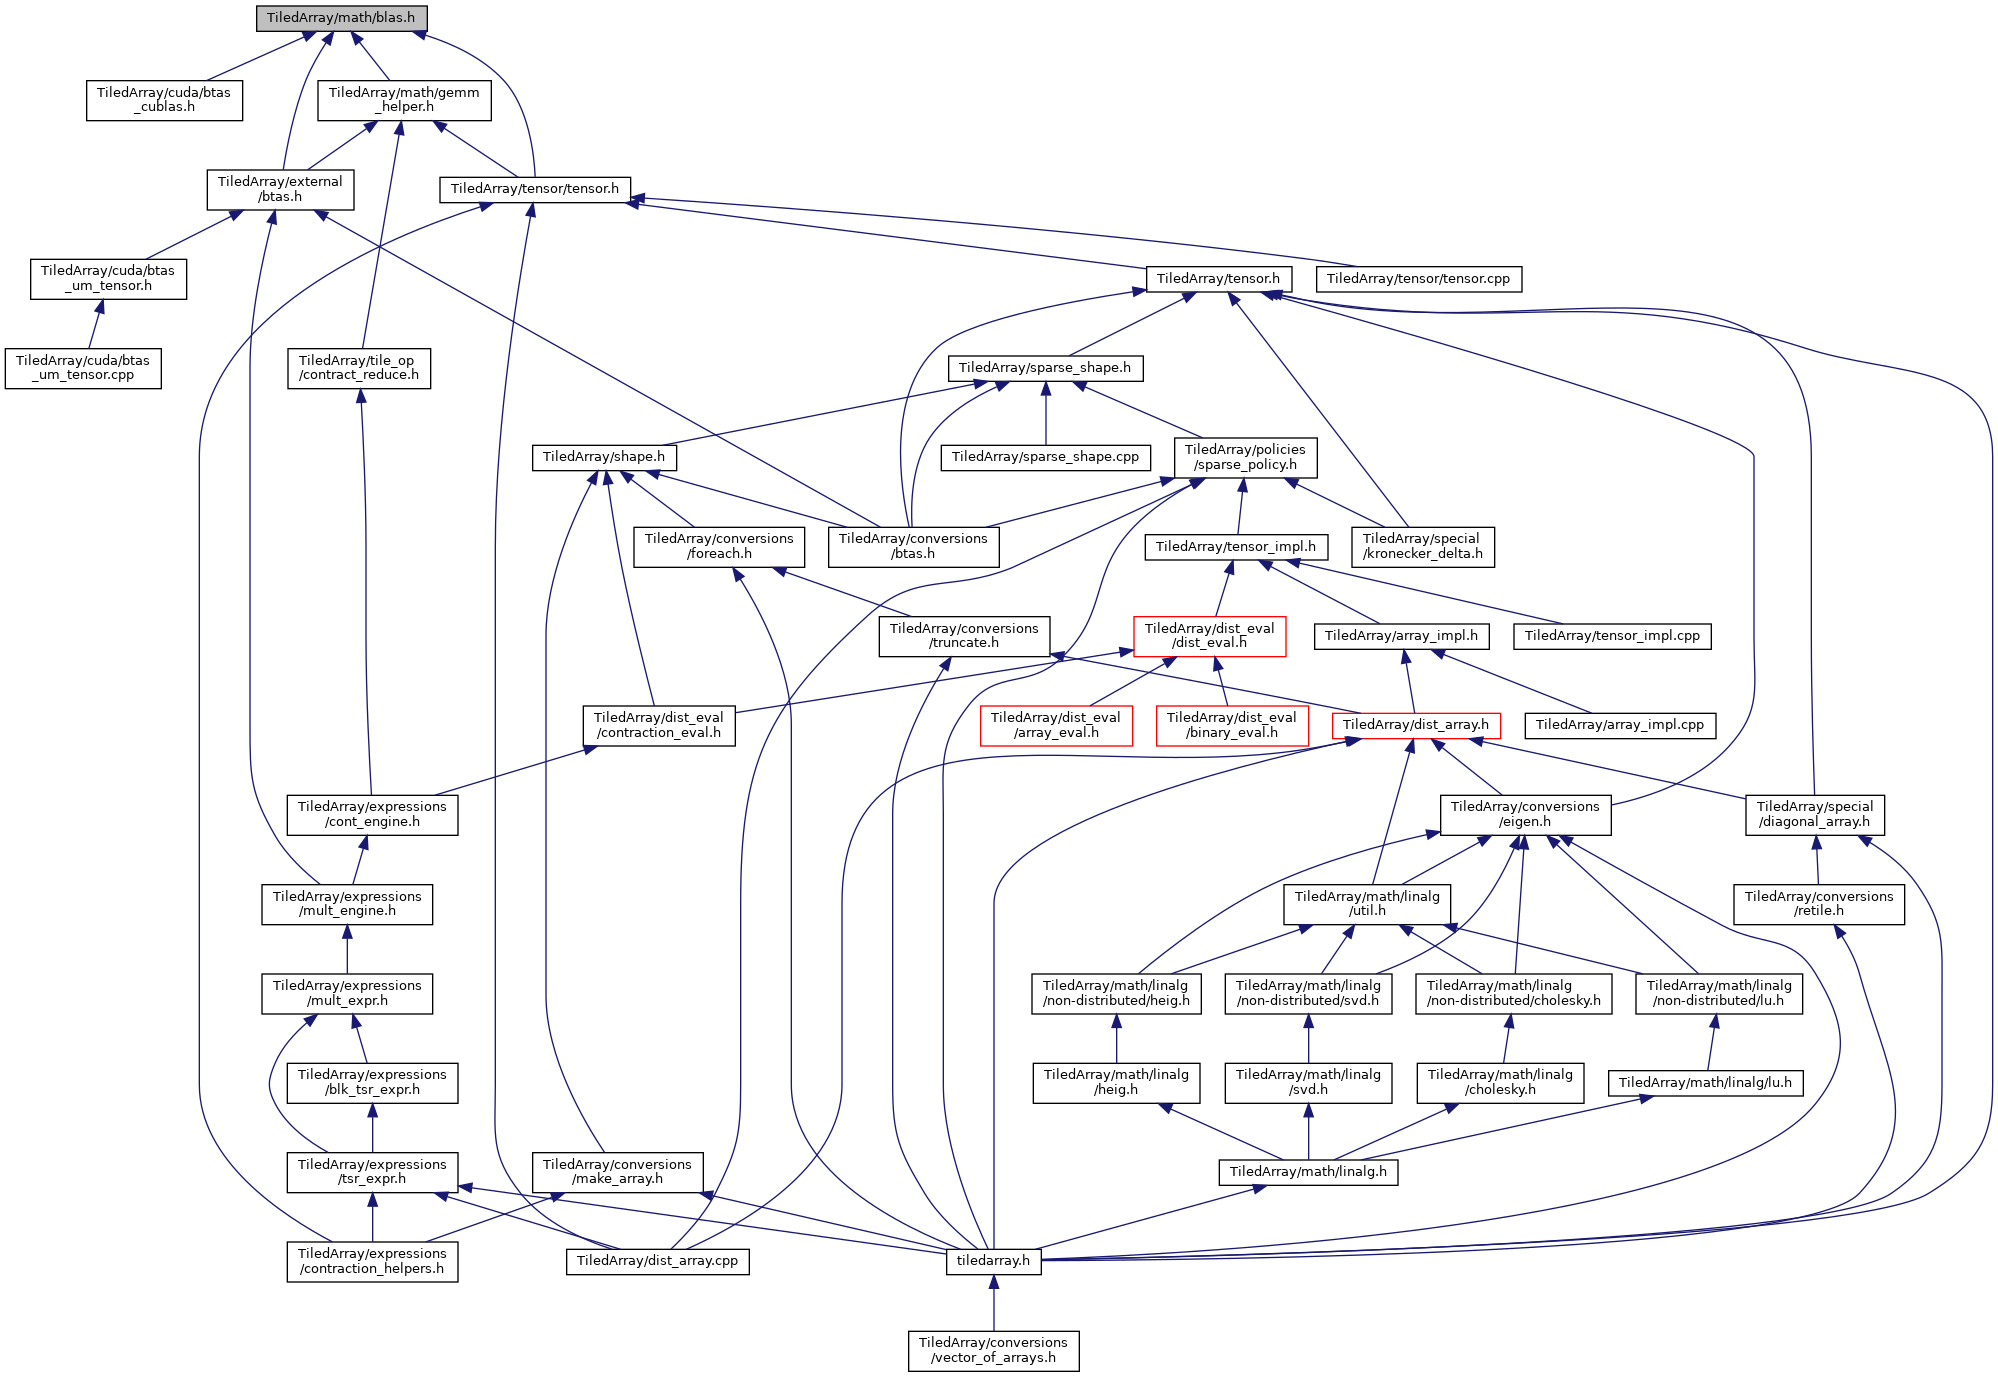 TiledArray/math/blas.h
TiledArray/cuda/btas
_cublas.h
TiledArray/math/gemm
_helper.h
TiledArray/external
/btas.h
TiledArray/tensor/tensor.h
TiledArray/cuda/btas
_um_tensor.h
TiledArray/tensor.h
TiledArray/tensor/tensor.cpp
TiledArray/cuda/btas
_um_tensor.cpp
TiledArray/tile_op
/contract_reduce.h
TiledArray/sparse_shape.h
TiledArray/shape.h
TiledArray/sparse_shape.cpp
TiledArray/policies
/sparse_policy.h
TiledArray/conversions
/foreach.h
TiledArray/conversions
/btas.h
TiledArray/tensor_impl.h
TiledArray/special
/kronecker_delta.h
TiledArray/conversions
/truncate.h
TiledArray/dist_eval
/dist_eval.h
TiledArray/array_impl.h
TiledArray/tensor_impl.cpp
TiledArray/dist_eval
/contraction_eval.h
TiledArray/dist_eval
/array_eval.h
TiledArray/dist_eval
/binary_eval.h
TiledArray/dist_array.h
TiledArray/array_impl.cpp
TiledArray/expressions
/cont_engine.h
TiledArray/conversions
/eigen.h
TiledArray/special
/diagonal_array.h
TiledArray/expressions
/mult_engine.h
TiledArray/math/linalg
/util.h
TiledArray/conversions
/retile.h
TiledArray/expressions
/mult_expr.h
TiledArray/math/linalg
/non-distributed/heig.h
TiledArray/math/linalg
/non-distributed/svd.h
TiledArray/math/linalg
/non-distributed/cholesky.h
TiledArray/math/linalg
/non-distributed/lu.h
TiledArray/expressions
/blk_tsr_expr.h
TiledArray/math/linalg
/heig.h
TiledArray/math/linalg
/svd.h
TiledArray/math/linalg
/cholesky.h
TiledArray/math/linalg/lu.h
TiledArray/expressions
/tsr_expr.h
TiledArray/conversions
/make_array.h
TiledArray/math/linalg.h
TiledArray/expressions
/contraction_helpers.h
TiledArray/dist_array.cpp
tiledarray.h
TiledArray/conversions
/vector_of_arrays.h